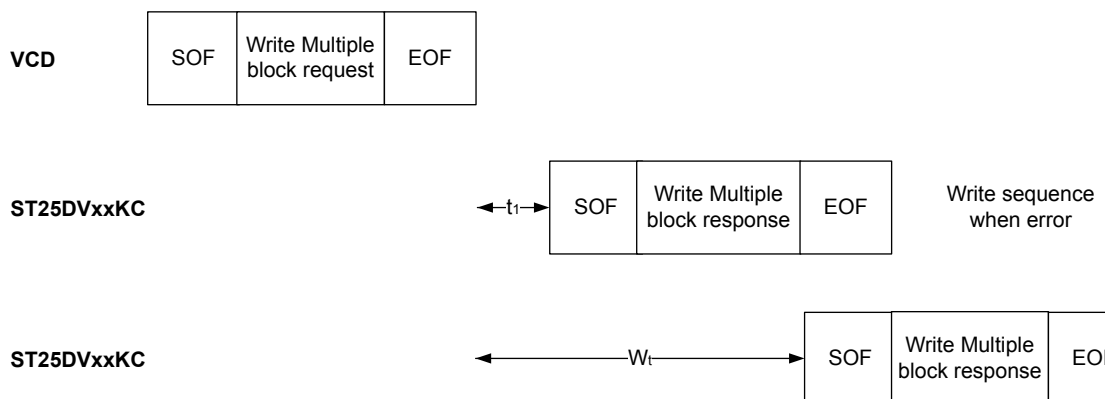 VCD
SOF
Write Multiple
block request
EOF
ST25DVxxKC
t1
SOF
Write Multiple
block response
EOF
Write sequence
when error
ST25DVxxKC
Wt
SOF
Write Multiple
block response